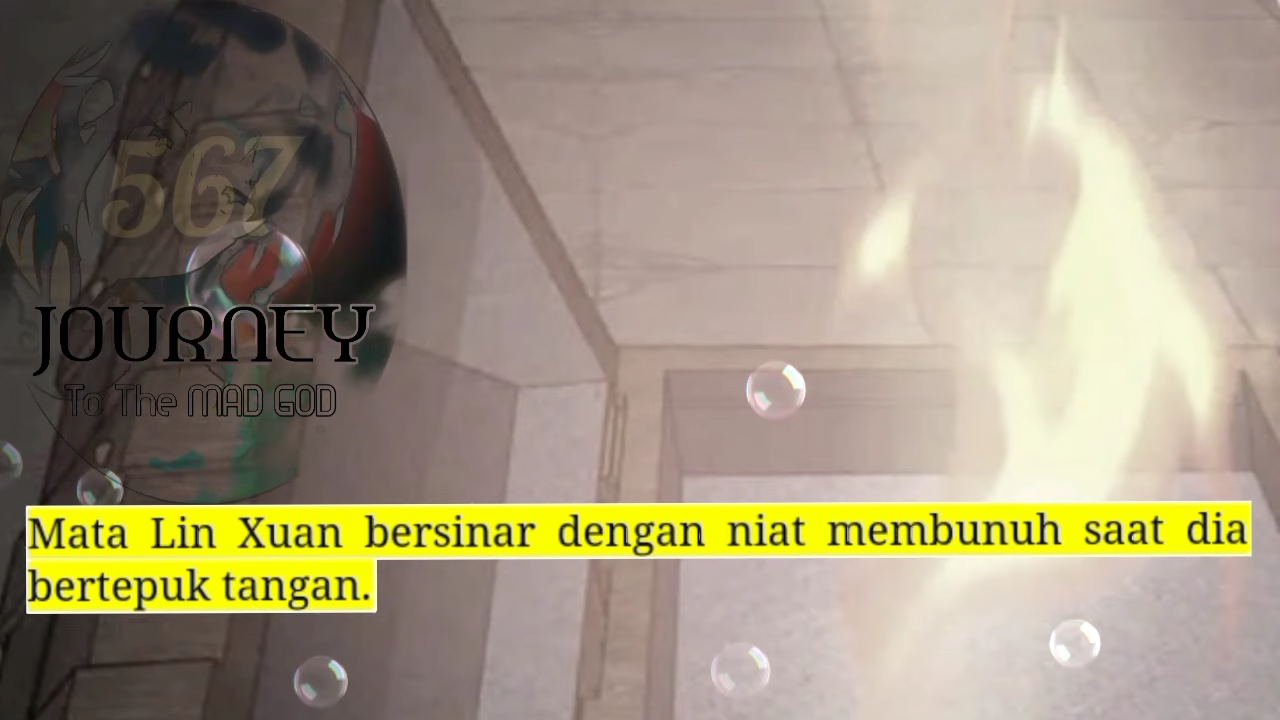 567
JOURNEY
To The MAD GOD
Mata Lin Xuan bersinar dengan niat membunuh saat dia
bertepuk tangan.